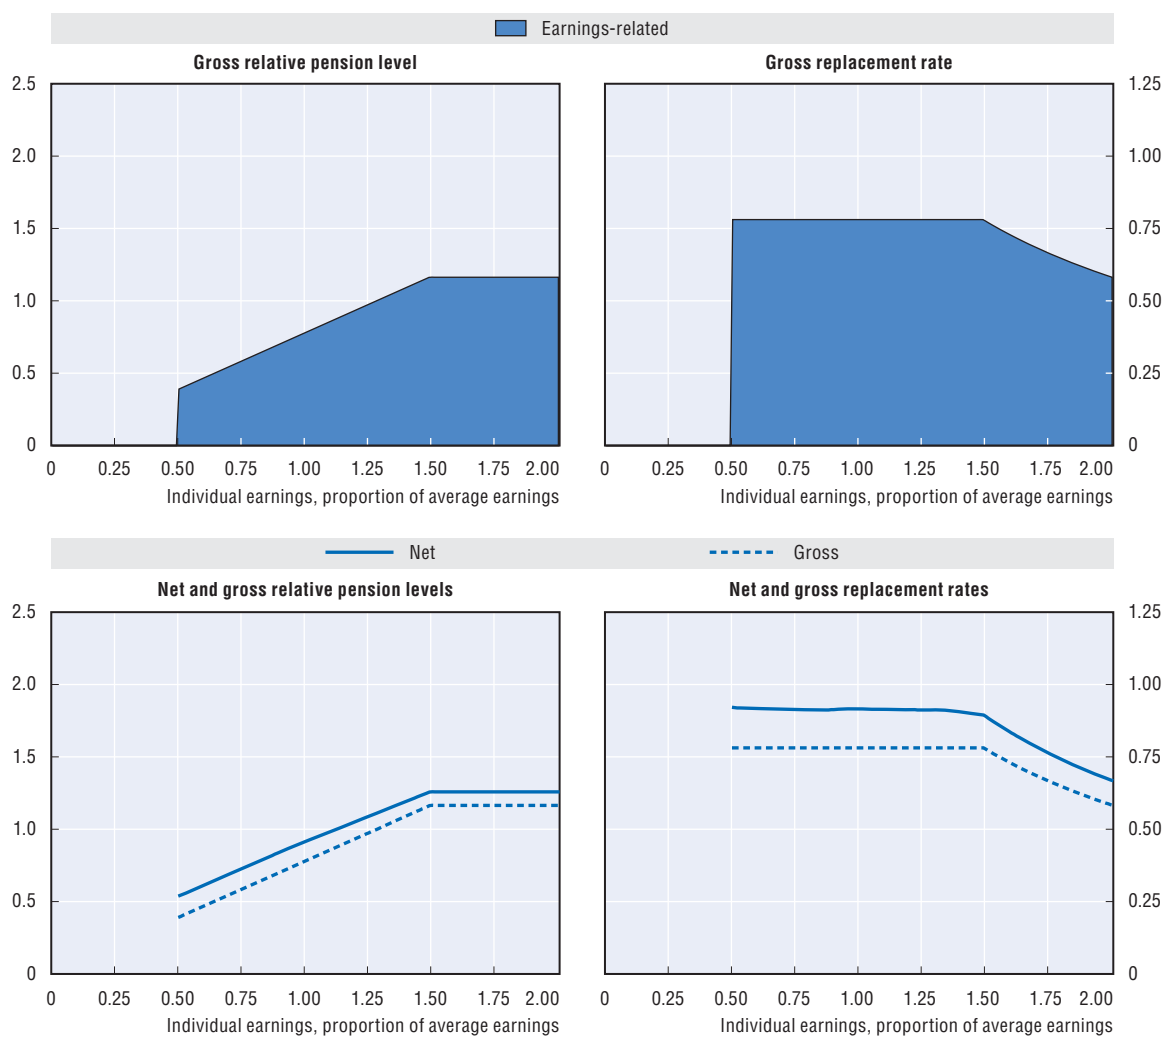 Earnings-related
Gross relative pension level
Gross replacement rate
2.5
2.0
1.5
1.0
0.5
0
1.25
1.00
0.75
0.50
0.25
0
0 0.25 0.50 0.75 1.00 1.25 1.50 1.75 2.00
0 0.25 0.50 0.75 1.00 1.25 1.50 1.75 2.00
Individual earnings, proportion of average earnings
Individual earnings, proportion of average earnings
Net Gross
Net and gross relative pension levels
Net and gross replacement rates
2.5
2.0
1.5
1.0
0.5
0
1.25
1.00
0.75
0.50
0.25
0
0 0.25 0.50 0.75 1.00 1.25 1.50 1.75 2.00
0 0.25 0.50 0.75 1.00 1.25 1.50 1.75 2.00
Individual earnings, proportion of average earnings
Individual earnings, proportion of average earnings